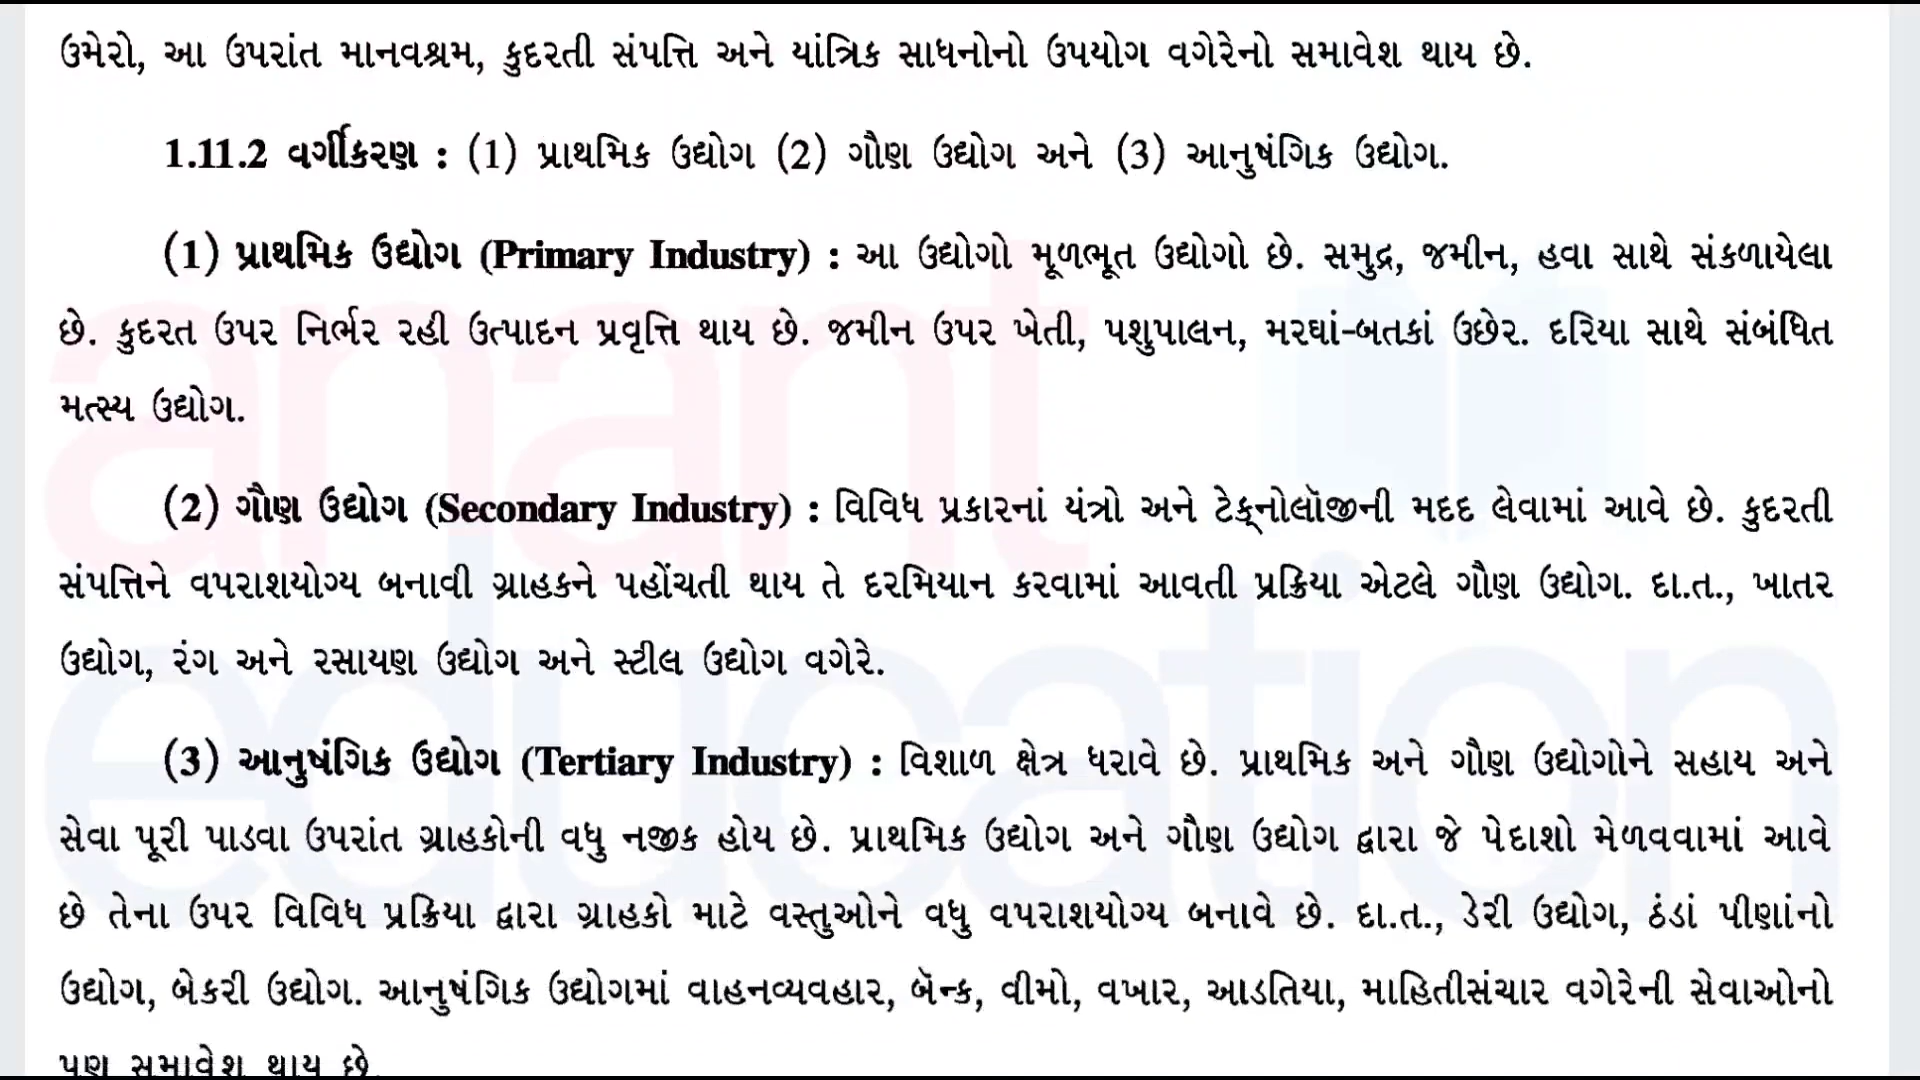 ઉમેરો, આ ઉપરાંત માનવશ્રમ, કુદરતી સંપત્તિ અને યાંત્રિક સાધનોનો ઉપયોગ વગેરેનો સમાવેશ થાય છે.
1.11.2 વર્ગીકરણ : (1) પ્રાથમિક ઉદ્યોગ (2) ગૌણ ઉદ્યોગ અને (3) આનુષંગિક ઉદ્યોગ.
(1) પ્રાથમિક ઉદ્યોગ (Primary Industry) : આ ઉદ્યોગો મૂળભૂત ઉદ્યોગો છે. સમુદ્ર, જમીન, હવા સાથે સંકળાયેલા
છે. કુદરત ઉપર નિર્ભર રહી ઉત્પાદન પ્રવૃત્તિ થાય છે. જમીન ઉપર ખેતી, પશુપાલન, મરઘાં-બતકાં ઉછેર. દરિયા સાથે સંબંધિત
મત્સ્ય ઉદ્યોગ.
(2) ગૌણ ઉદ્યોગ (Secondary Industry) : વિવિધ પ્રકારનાં યંત્રો અને ટેક્નોલૉજીની મદદ લેવામાં આવે છે. કુદરતી
સંપત્તિને વપરાશયોગ્ય બનાવી ગ્રાહકને પહોંચતી થાય તે દરમિયાન કરવામાં આવતી પ્રક્રિયા એટલે ગૌણ ઉદ્યોગ. દા.ત., ખાતર
ઉદ્યોગ, રંગ અને રસાયણ ઉદ્યોગ અને સ્ટીલ ઉદ્યોગ વગેરે.
(3) આનુષંગિક ઉદ્યોગ (Tertiary Industry) : વિશાળ ક્ષેત્ર ધરાવે છે. પ્રાથમિક અને ગૌણ ઉદ્યોગોને સહાય અને
સેવા પૂરી પાડવા ઉપરાંત ગ્રાહકોની વધુ નજીક હોય છે. પ્રાથમિક ઉદ્યોગ અને ગૌણ ઉદ્યોગ દ્વારા જે પેદાશો મેળવવામાં આવે
છે તેના ઉપર વિવિધ પ્રક્રિયા દ્વારા ગ્રાહકો માટે વસ્તુઓને વધુ વપરાશયોગ્ય બનાવે છે. દા.ત., ડેરી ઉદ્યોગ, ઠંડાં પીણાંનો
ઉદ્યોગ, બેકરી ઉદ્યોગ. આનુષંગિક ઉદ્યોગમાં વાહનવ્યવહાર, બૅન્ક, વીમો, વખાર, આડતિયા, માહિતીસંચાર વગેરેની સેવાઓનો
પણ સમાવેશ થાય છે.
anant
education